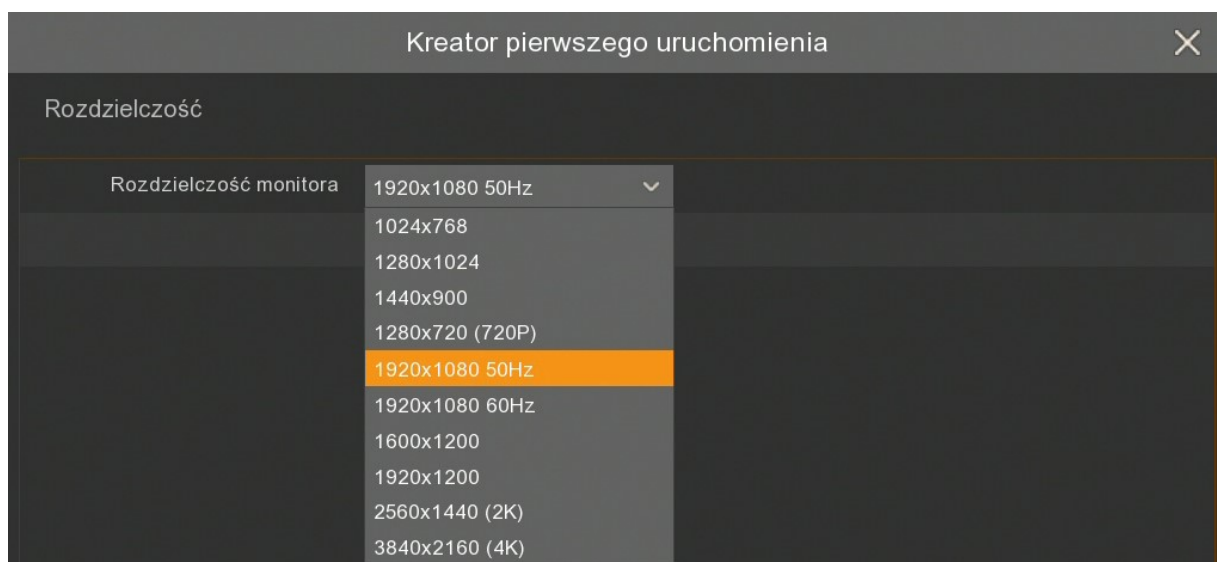 Kreator pierwszego uruchomienia
Rozdzielczość
Rozdzielczość monitora 1920x1080 50Hz
1024x768
1280x1024
1440x900
1280x720 (720P)
1920x1080 50Hz
1920x1080 60Hz
1600x1200
1920x1200
2560x1440 (2K)
3840x2160 (4K)